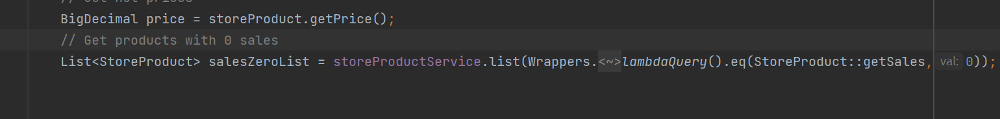 BigDecimal price = storeProduct.getPrice();
// Get products with 0 sales
List<StoreProduct> salesZeroList = storeProductService.list(Wrappers.<~>lambdaQuery().eq(StoreProduct::getSales, val: 0));